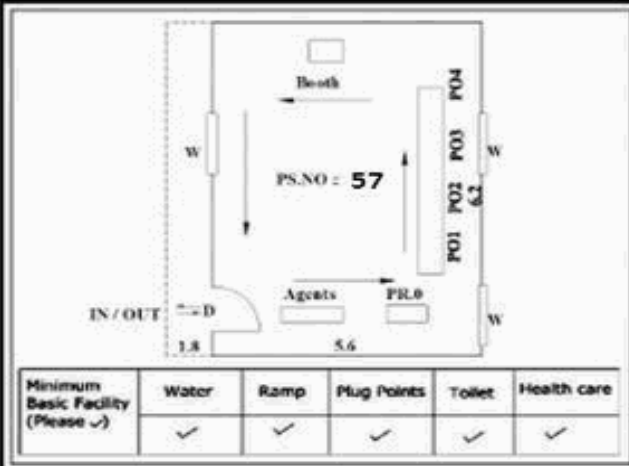 Booth
W
PS.NO : 57
W
PO4
PO3
PO2
PO1
6.2
Agents
PR.0
IN / OUT
D
W
1.8
5.6
Minimum Basic Facility (Please ✓)
Water
Ramp
Plug Points
Toilet
Health care
✓
✓
✓
✓
✓